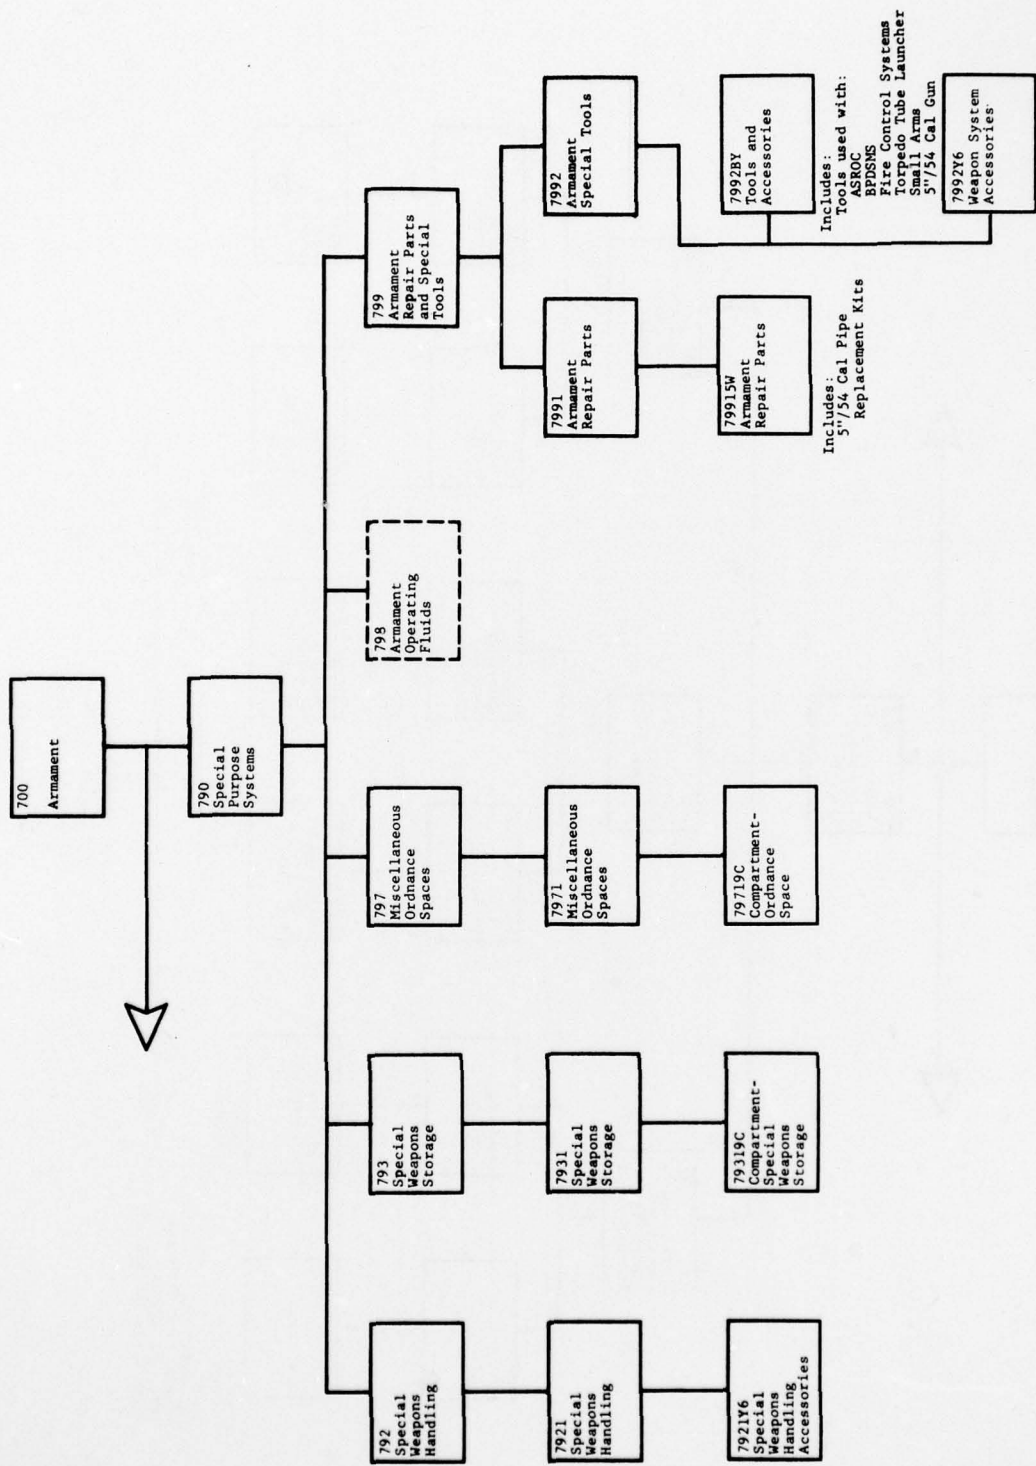 700
Armament
790
Special
Purpose
Systems
792
Special
Weapons
Handling
793
Special
Weapons
Storage
797
Miscellaneous
Ordnance
Spaces
798
Armament
Operating
Fluids
799
Armament
Repair Parts
and Special
Tools
7921
Special
Weapons
Handling
7931
Special
Weapons
Storage
7971
Miscellaneous
Ordnance
Spaces
7991
Armament
Repair Parts
7992
Armament
Special Tools
7921Y6
Special
Weapons
Handling
Accessories
79319C
Compartment-
Special
Weapons
Storage
79719C
Compartment-
Ordnance
Space
79915W
Armament
Repair Parts
Includes:
5"/54 Cal Pipe
Replacement Kits
7992BY
Tools and
Accessories
Includes:
Tools used with:
ASROC
BPDSMS
Fire Control Systems
Torpedo Tube Launcher
Small Arms
5"/54 Cal Gun
7992Y6
Weapon System
Accessories